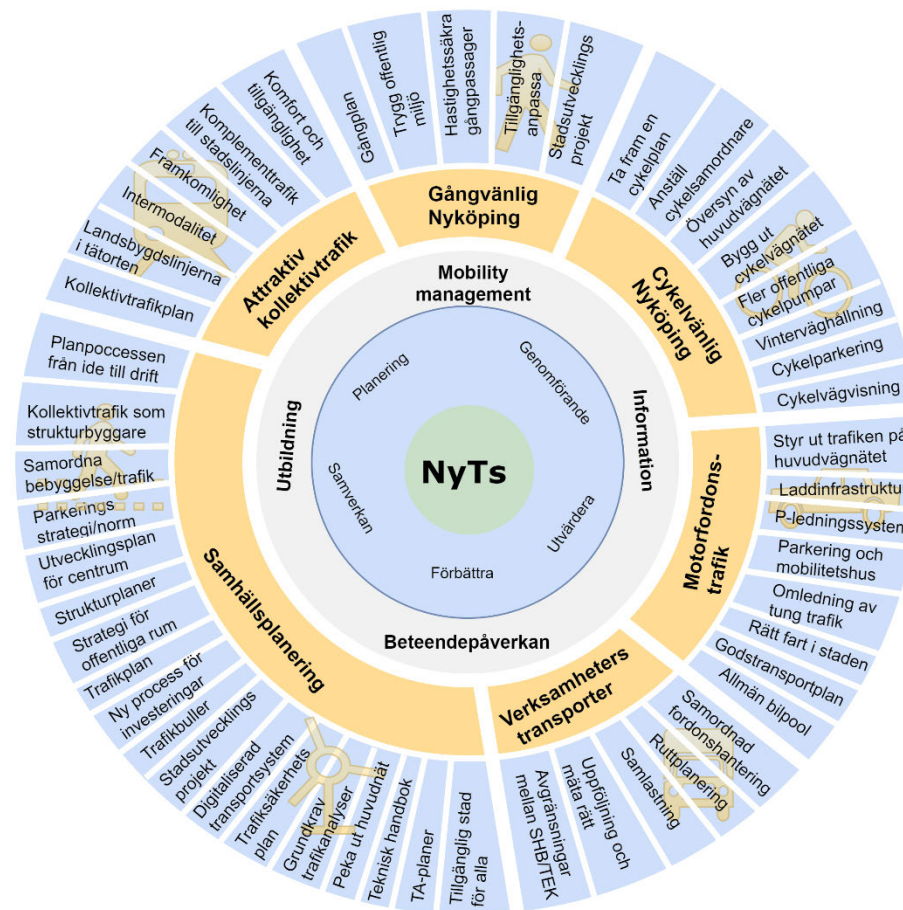 Gångplan
Trygg offentlig
miljö
Hastighetssäkra
gångpassager
Tillgänglighets-
anpassa
Stadsutvecklings
projekt
Ta fram en
cykelplan
Anställ
cykelsamordnare
Översyn av
huvudvägnätet
Bygg ut
cykelvägnätet
Fler offentliga
cykelpumpar
Vinterväghållning
Cykelparkering
Cykelvägvisning
Styr ut trafiken på
huvudvägnätet
Laddinfrastruktur
P-ledningssystem
Parkering och
mobilitetshus
Omledning av
tung trafik
Rätt fart i staden
Godstransportplan
Allmän bilpool
Samordnad
fordonshantering
Ruttplanering
Samlastning
Uppföljning och
mäta rätt
Avgränsningar
mellan SHB/TEK
Tillgänglig stad
för alla
TA-planer
Teknisk handbok
Peka ut huvudnät
Grundkrav
trafikanalyser
Trafiksäkerhets
plan
Digitaliserad
transportsystem
Stadsutvecklings
projekt
Trafikbuller
Ny process för
investeringar
Trafikplan
Strategi för
offentliga rum
Strukturplaner
Utvecklingsplan
för centrum
Parkerings
strategi/norm
Samordna
bebyggelse/trafik
Kollektivtrafik som
strukturbyggare
Planpoccessen
från ide till drift
Kollektivtrafikplan
Landsbygdslinjerna
i tätorten
Intermodalitet
Framkomlighet
Komplementtrafik
till stadslinjerna
Komfort och
tillgänglighet
Gångvänlig
Nyköping
Cykelvänlig
Nyköping
Motorfordons-
trafik
Verksamheters
transporter
Samhällsplanering
Attraktiv
kollektivtrafik
Mobility
management
Information
Beteendepåverkan
Utbildning
Planering
Genomförande
Utvärdera
Förbättra
Samverkan
NyTs